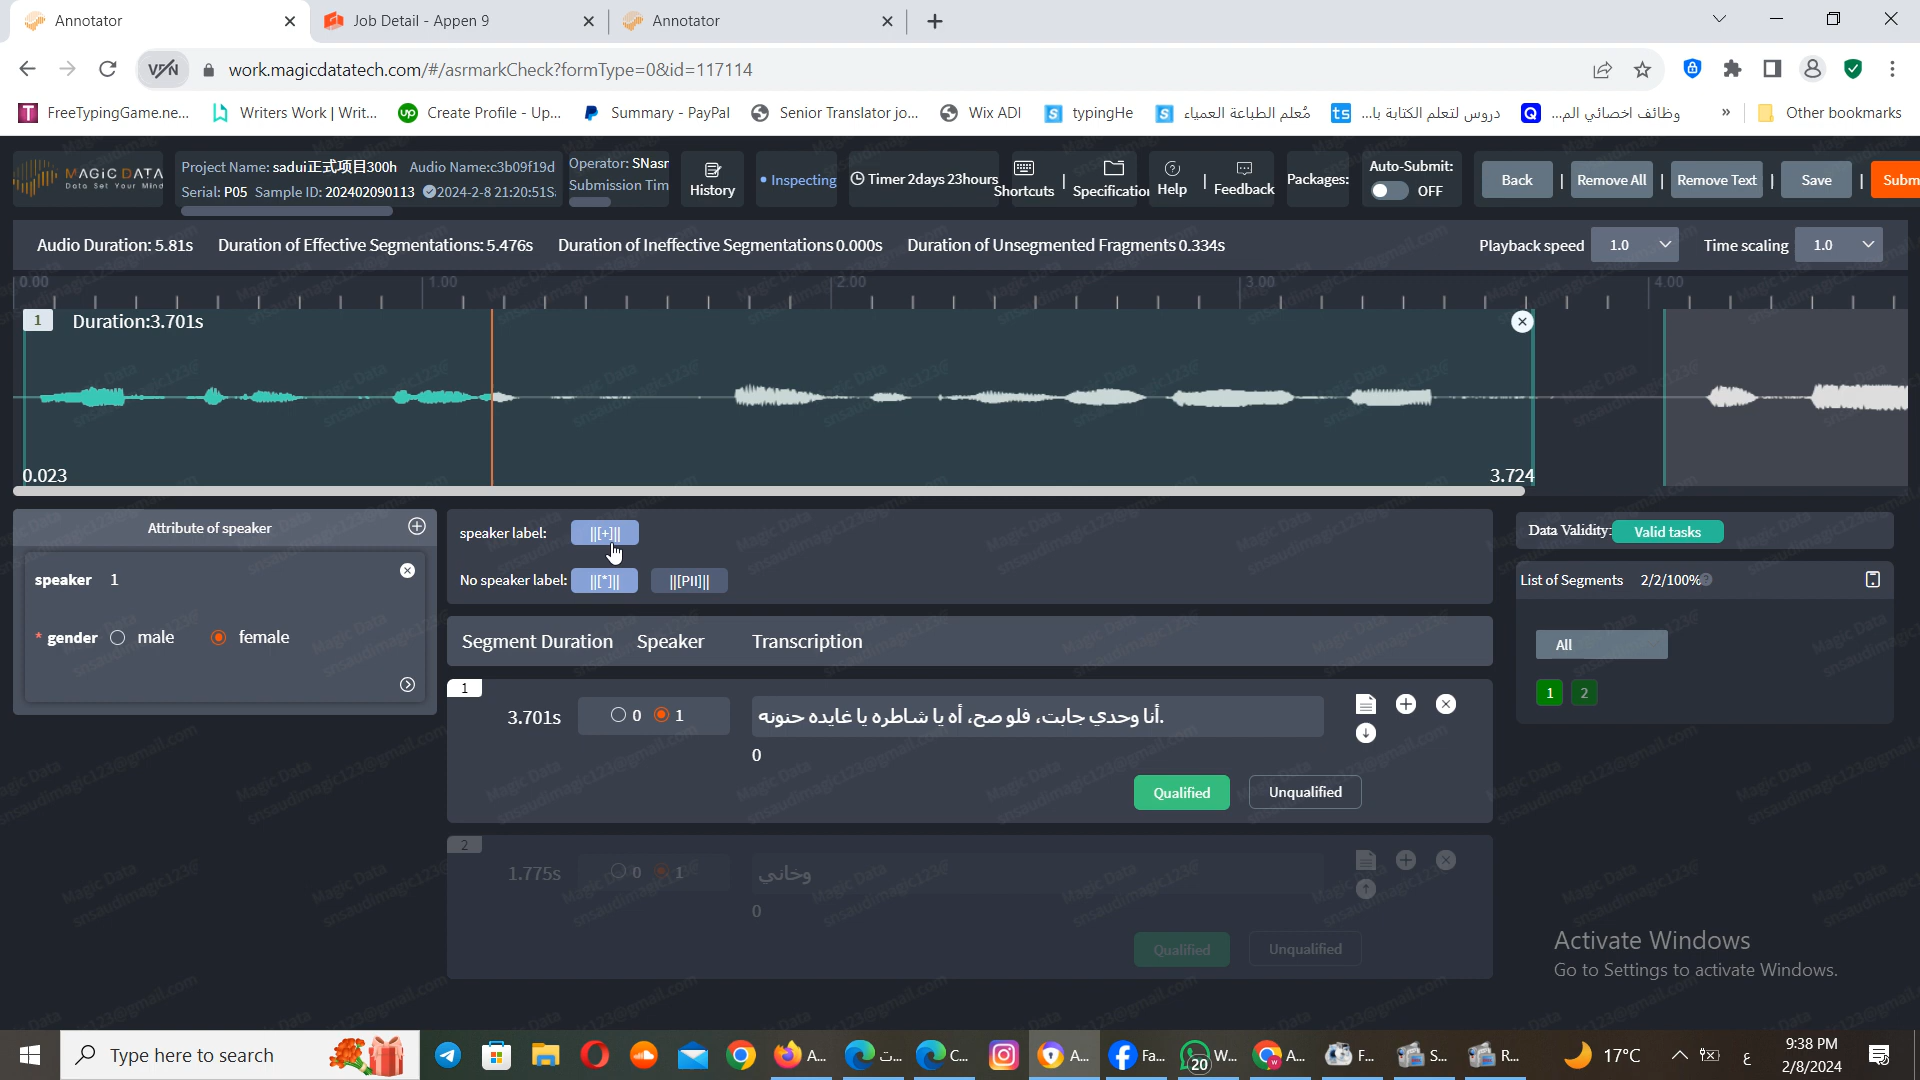 Annotator
Job Detail - Appen 9
Annotator
work.magicdatatech.com/#/asrmarkCheck?formType=0&id=117114
FreeTypingGame.ne...
Writers Work | Writ...
Create Profile - Up...
Summary - PayPal
Senior Translator jo...
Wix ADI
typingHe
مُعلم الطباعة العمياء
دروس لتعلم الكتابة با...
وظائف اخصائي الم...
»
Other bookmarks
MAGIC DATA
Data Set Your Mind
Project Name: sadui正式项目300h Audio Name:c3b09f19d
Serial: P05 Sample ID: 202402090113 2024-2-8 21:20:51S:
Operator: SNasr
Submission Tim
History
• Inspecting
Timer 2days 23hours
Shortcuts
Specification
Help
Feedback
Packages:
Auto-Submit:
OFF
Back
Remove All
Remove Text
Save
Subm
Audio Duration: 5.81s Duration of Effective Segmentations: 5.476s Duration of Ineffective Segmentations 0.000s Duration of Unsegmented Fragments 0.334s
Playback speed 1.0
Time scaling 1.0
0.00 1.00 2.00 3.00 4.00
1 Duration:3.701s
0.023
3.724
Attribute of speaker
speaker 1
* gender male female
speaker label: ||[+]||
No speaker label: ||[*]|| ||[PII]||
Segment Duration Speaker Transcription
1
3.701s 0 1
أنا وحدي جابت، فلو صح، أه يا شاطره يا غايده حنونه.
0
Qualified Unqualified
2
1.775s 0 1
وخاني
0
Qualified Unqualified
Data Validity: Valid tasks
List of Segments 2/2/100%
All
1 2
Activate Windows
Go to Settings to activate Windows.
Type here to search
A...
ت...
C...
A...
Fa...
20
W...
A...
F...
S...
R...
17°C
ع
9:38 PM
2/8/2024